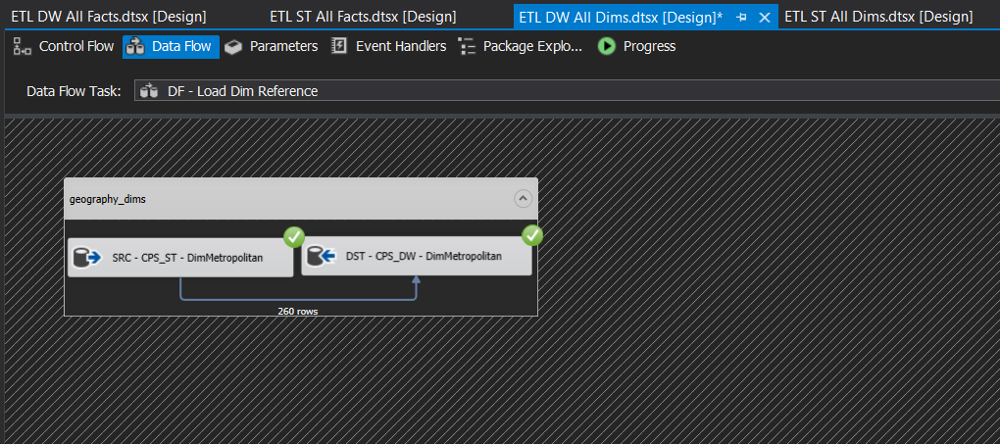 ETL DW All Facts.dtsx [Design]
ETL ST All Facts.dtsx [Design]
ETL DW All Dims.dtsx [Design]*
ETL ST All Dims.dtsx [Design]
Control Flow
Data Flow
Parameters
Event Handlers
Package Explo...
Progress
Data Flow Task:
DF - Load Dim Reference
geography_dims
SRC - CPS_ST - DimMetropolitan
DST - CPS_DW - DimMetropolitan
260 rows